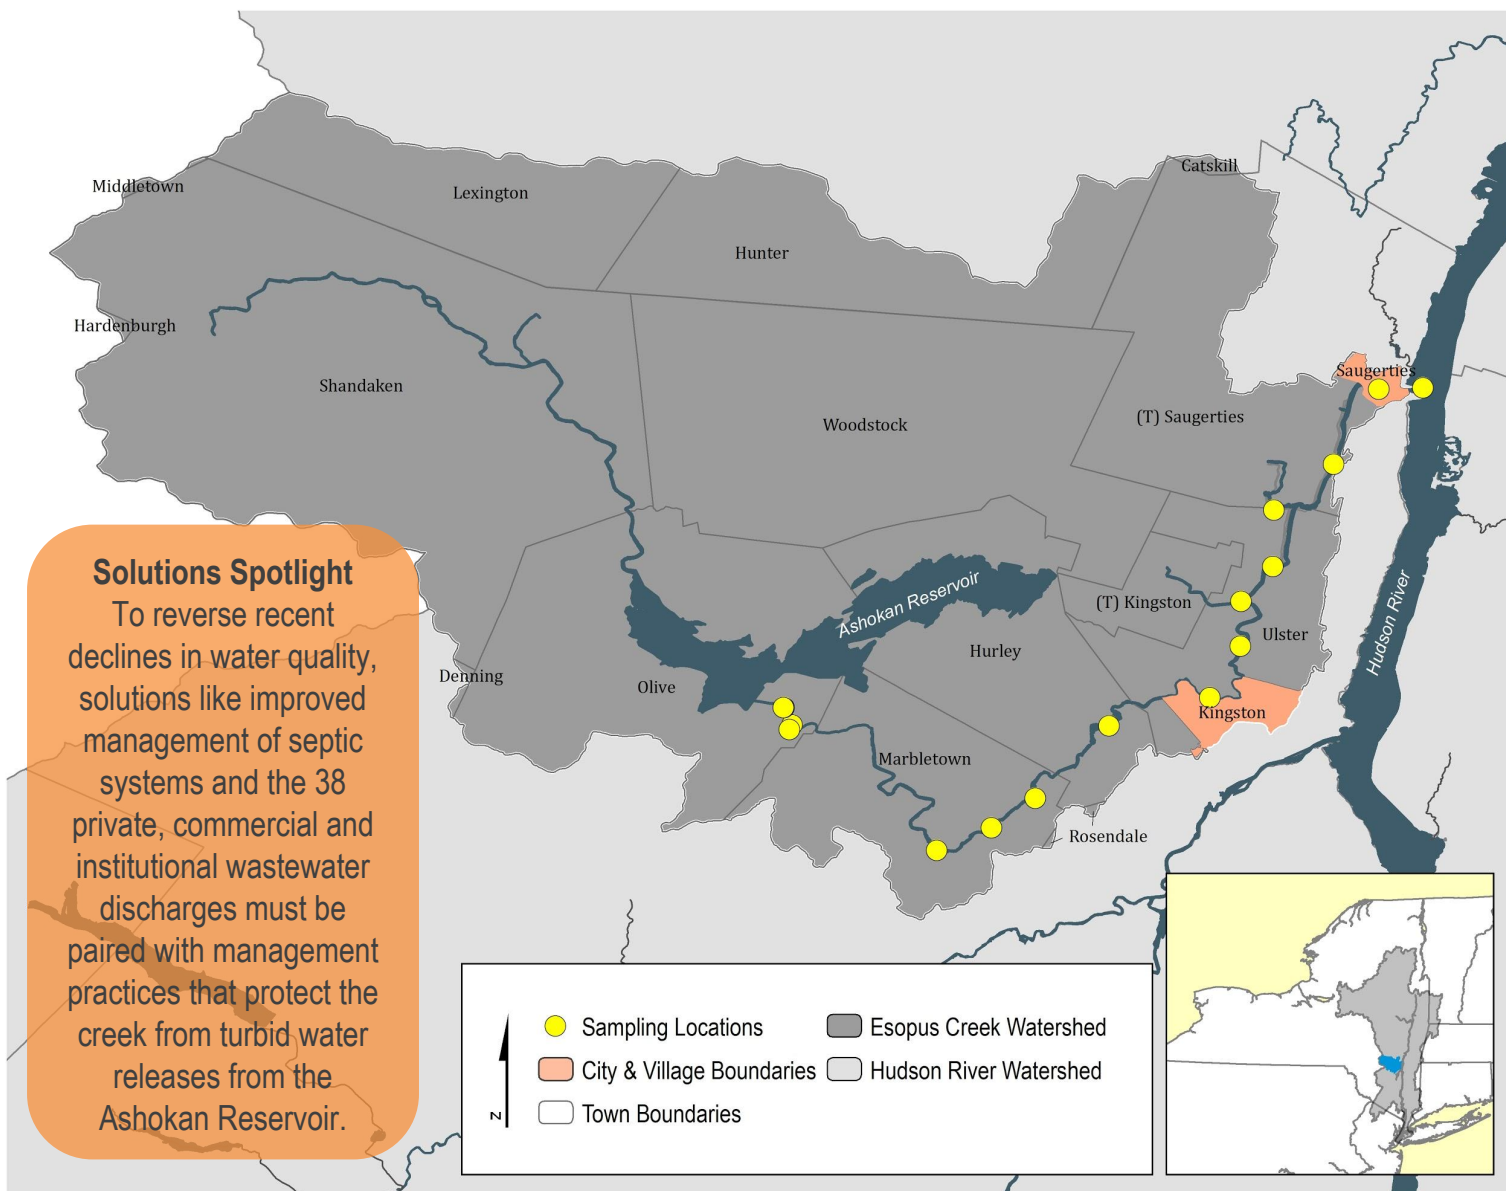 Catskill
Middletown
Lexington
Hunter
Hardenburgh
Saugerties
Shandaken
(T) Saugerties
Woodstock
Solutions Spotlight
To reverse recent
declines in water quality,
solutions like improved
management of septic
systems and the 38
private, commercial and
institutional wastewater
discharges must be
paired with management
practices that protect the
creek from turbid water
releases from the
Ashokan Reservoir.
Ashokan Reservoir
(T) Kingston
Hudson River
Ulster
Hurley
Denning
Olive
Kingston
Marbletown
Rosendale
Sampling Locations
Esopus Creek Watershed
City & Village Boundaries
Hudson River Watershed
Town Boundaries
N